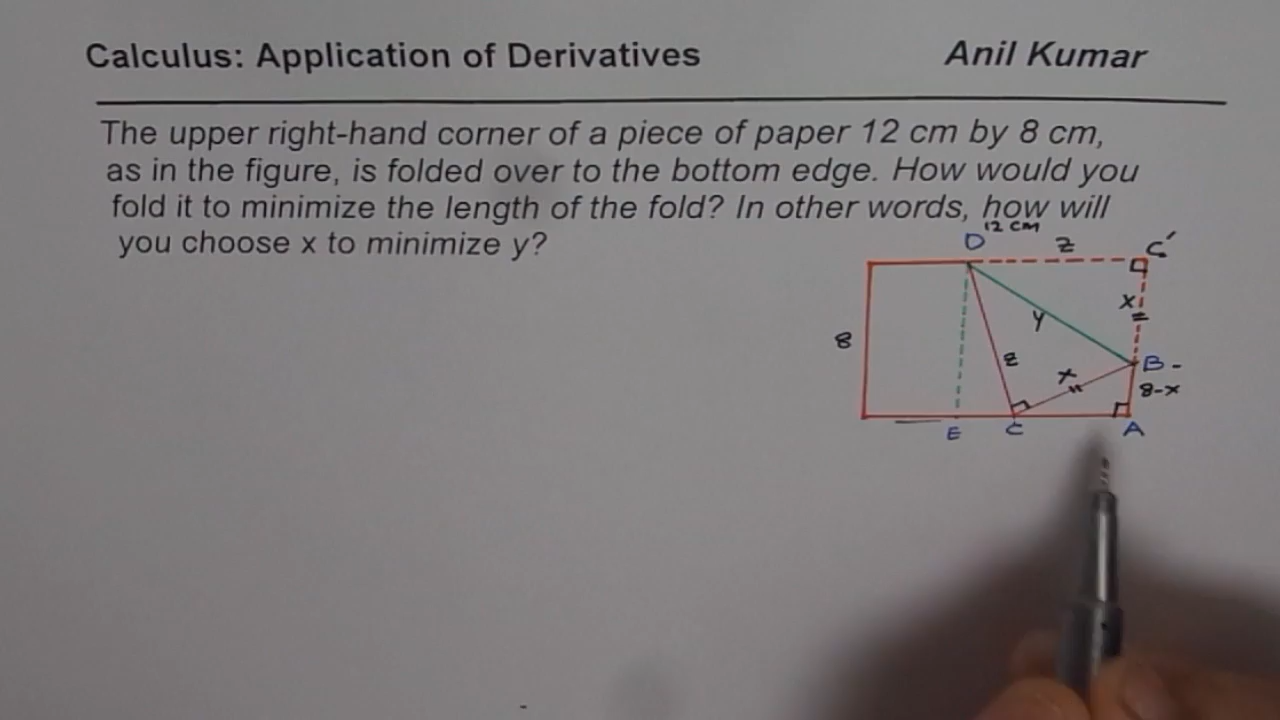 Calculus: Application of Derivatives
Anil Kumar
The upper right-hand corner of a piece of paper 12 cm by 8 cm,
as in the figure, is folded over to the bottom edge. How would you
fold it to minimize the length of the fold? In other words, how will
you choose x to minimize y?
12 CM
D
z
C'
x
y
8
z
x
B
8-x
E
C
A